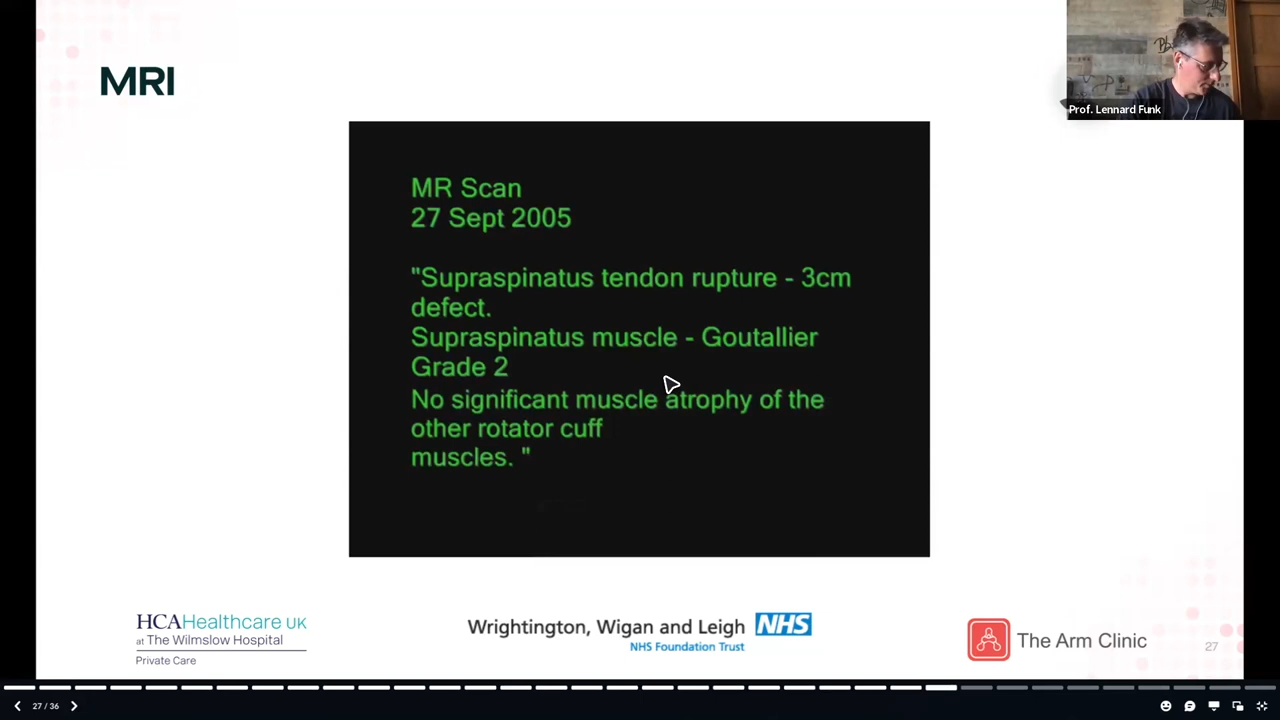 MRI
Prof. Lennard Funk
MR Scan
27 Sept 2005
"Supraspinatus tendon rupture - 3cm
defect.
Supraspinatus muscle - Goutallier
Grade 2
No significant muscle atrophy of the
other rotator cuff
muscles. "
HCAHealthcare UK
at The Wilmslow Hospital
Private Care
Wrightington, Wigan and Leigh NHS
NHS Foundation Trust
The Arm Clinic
27
27 / 36